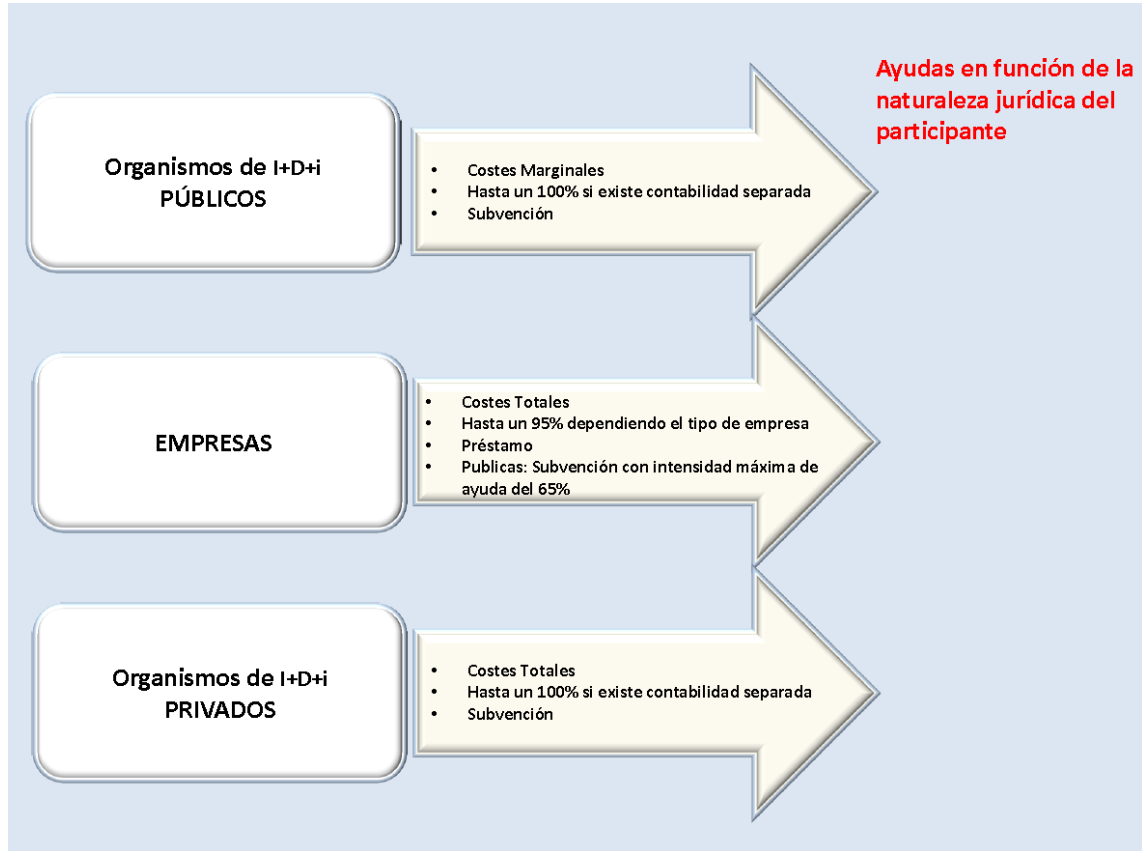 Ayudas en función de la
naturaleza jurídica del
participante
Organismos de I+D+i
PÚBLICOS
• Costes Marginales
• Hasta un 100% si existe contabilidad separada
• Subvención
EMPRESAS
• Costes Totales
• Hasta un 95% dependiendo el tipo de empresa
• Préstamo
• Publicas: Subvención con intensidad máxima de
ayuda del 65%
Organismos de I+D+i
PRIVADOS
• Costes Totales
• Hasta un 100% si existe contabilidad separada
• Subvención